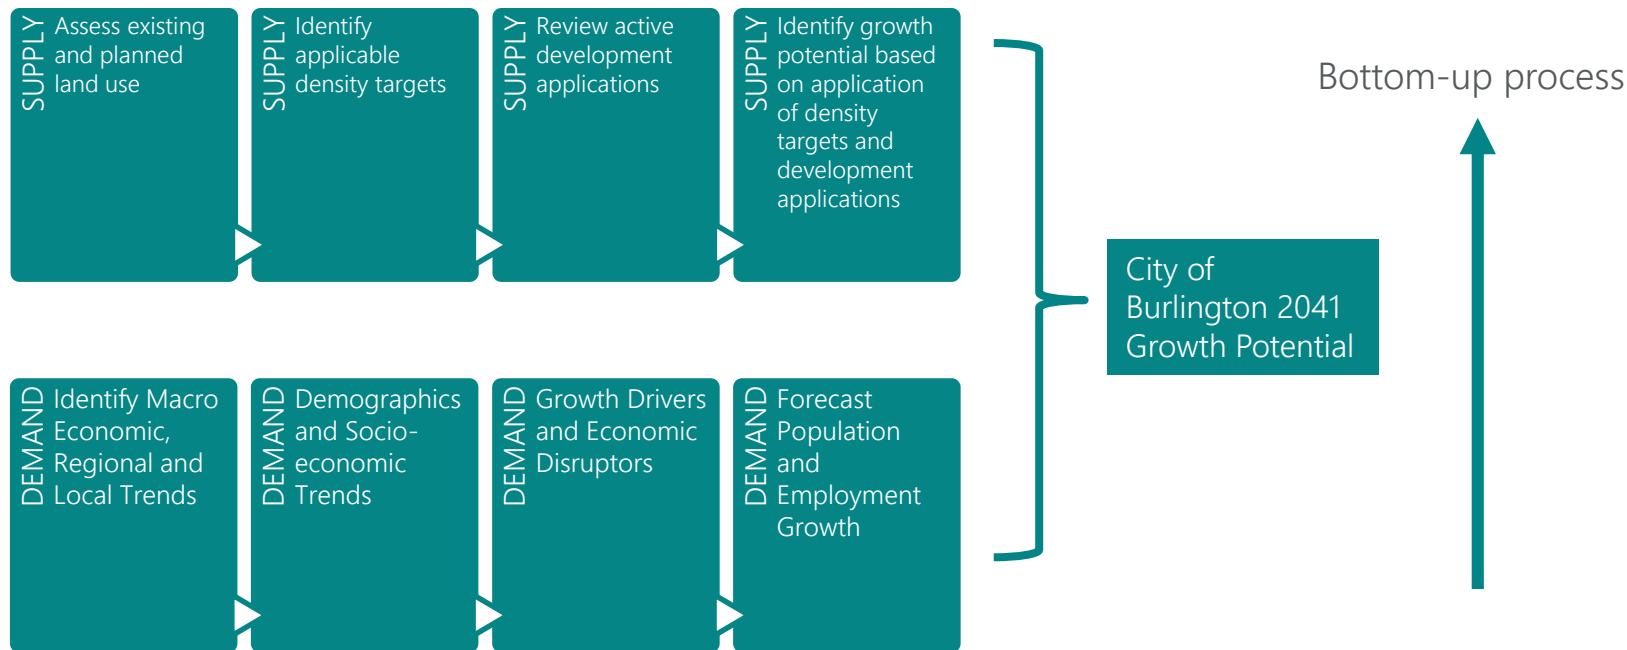 SUPPLY
Assess existing
and planned
land use
SUPPLY
Identify
applicable
density targets
SUPPLY
Review active
development
applications
SUPPLY
Identify growth
potential based
on application
of density
targets and
development
applications
Bottom-up process
City of
Burlington 2041
Growth Potential
DEMAND
Identify Macro
Economic,
Regional and
Local Trends
DEMAND
Demographics
and Socio-
economic
Trends
DEMAND
Growth Drivers
and Economic
Disruptors
DEMAND
Forecast
Population
and
Employment
Growth